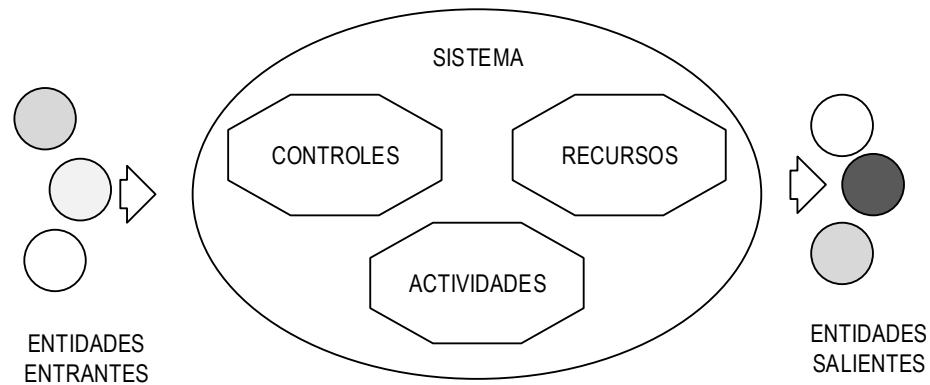 SISTEMA
CONTROLES
RECURSOS
ACTIVIDADES
ENTIDADES
ENTRANTES
ENTIDADES
SALIENTES